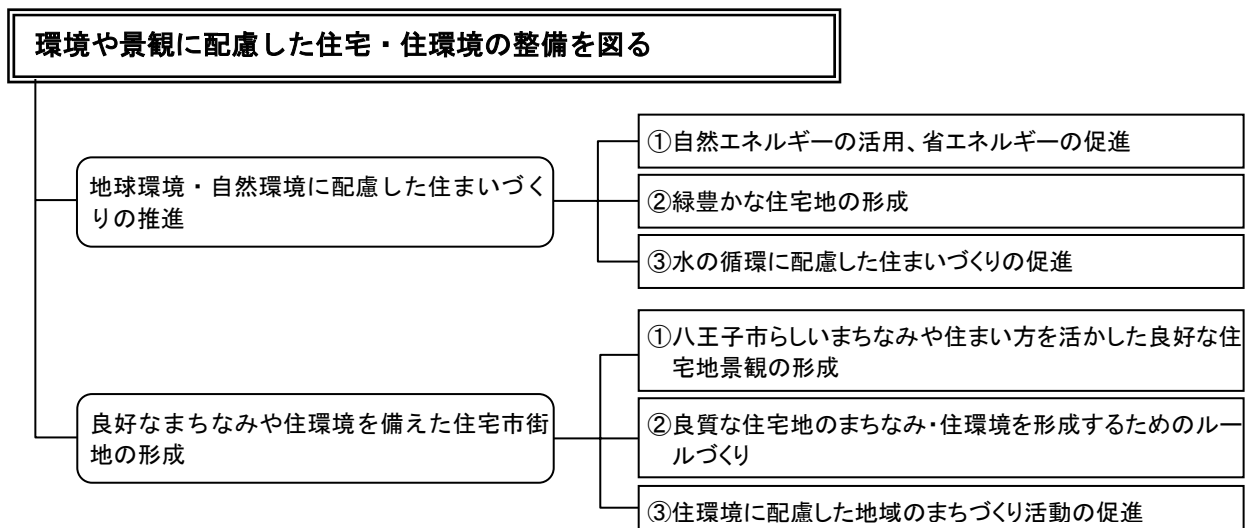 環境や景観に配慮した住宅・住環境の整備を図る
地球環境・自然環境に配慮した住まいづく
りの推進
①自然エネルギーの活用、省エネルギーの促進
②緑豊かな住宅地の形成
③水の循環に配慮した住まいづくりの促進
良好なまちなみや住環境を備えた住宅市街
地の形成
①八王子市らしいまちなみや住まい方を活かした良好な住
宅地景観の形成
②良質な住宅地のまちなみ・住環境を形成するためのルー
ルづくり
③住環境に配慮した地域のまちづくり活動の促進